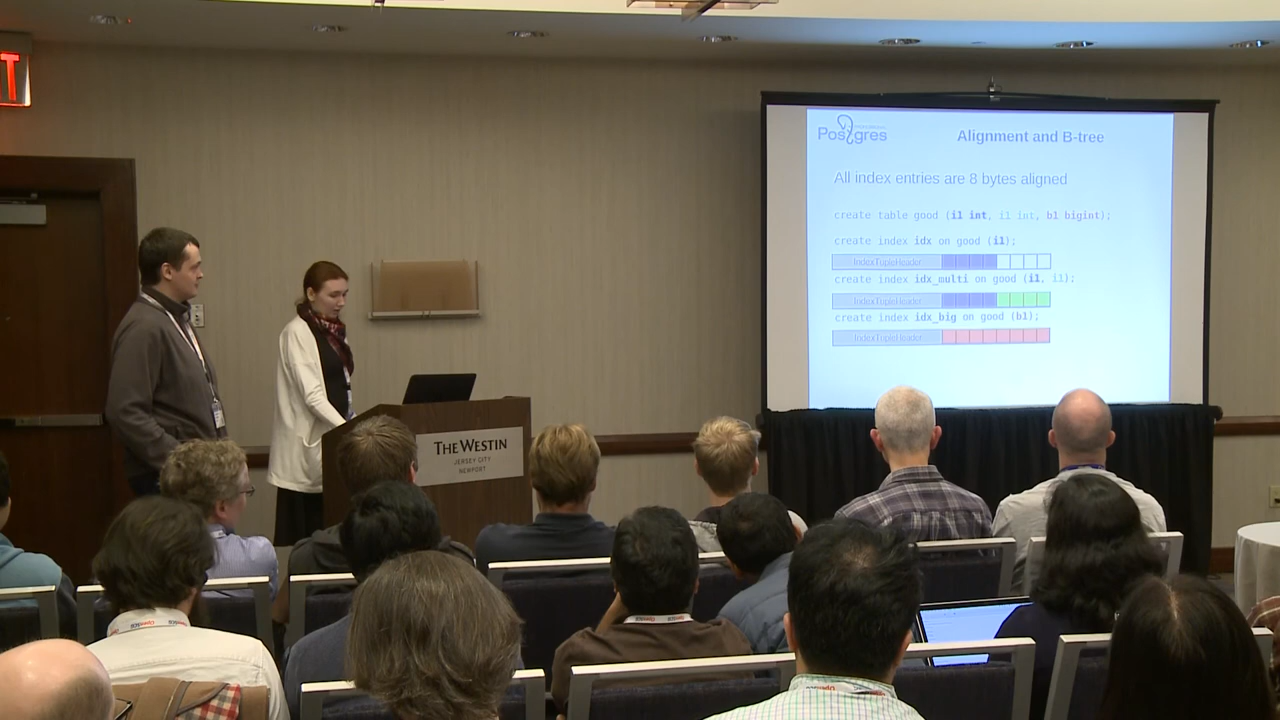 T
Postgres
Alignment and B-tree
All index entries are 8 bytes aligned
create table good (i1 int, i1 int, b1 bigint);
create index idx on good (i1);
IndexTupleHeader
create index idx_multi on good (i1, i1);
IndexTupleHeader
create index idx_big on good (b1);
IndexTupleHeader
THE WESTIN
JERSEY CITY
NEWPORT